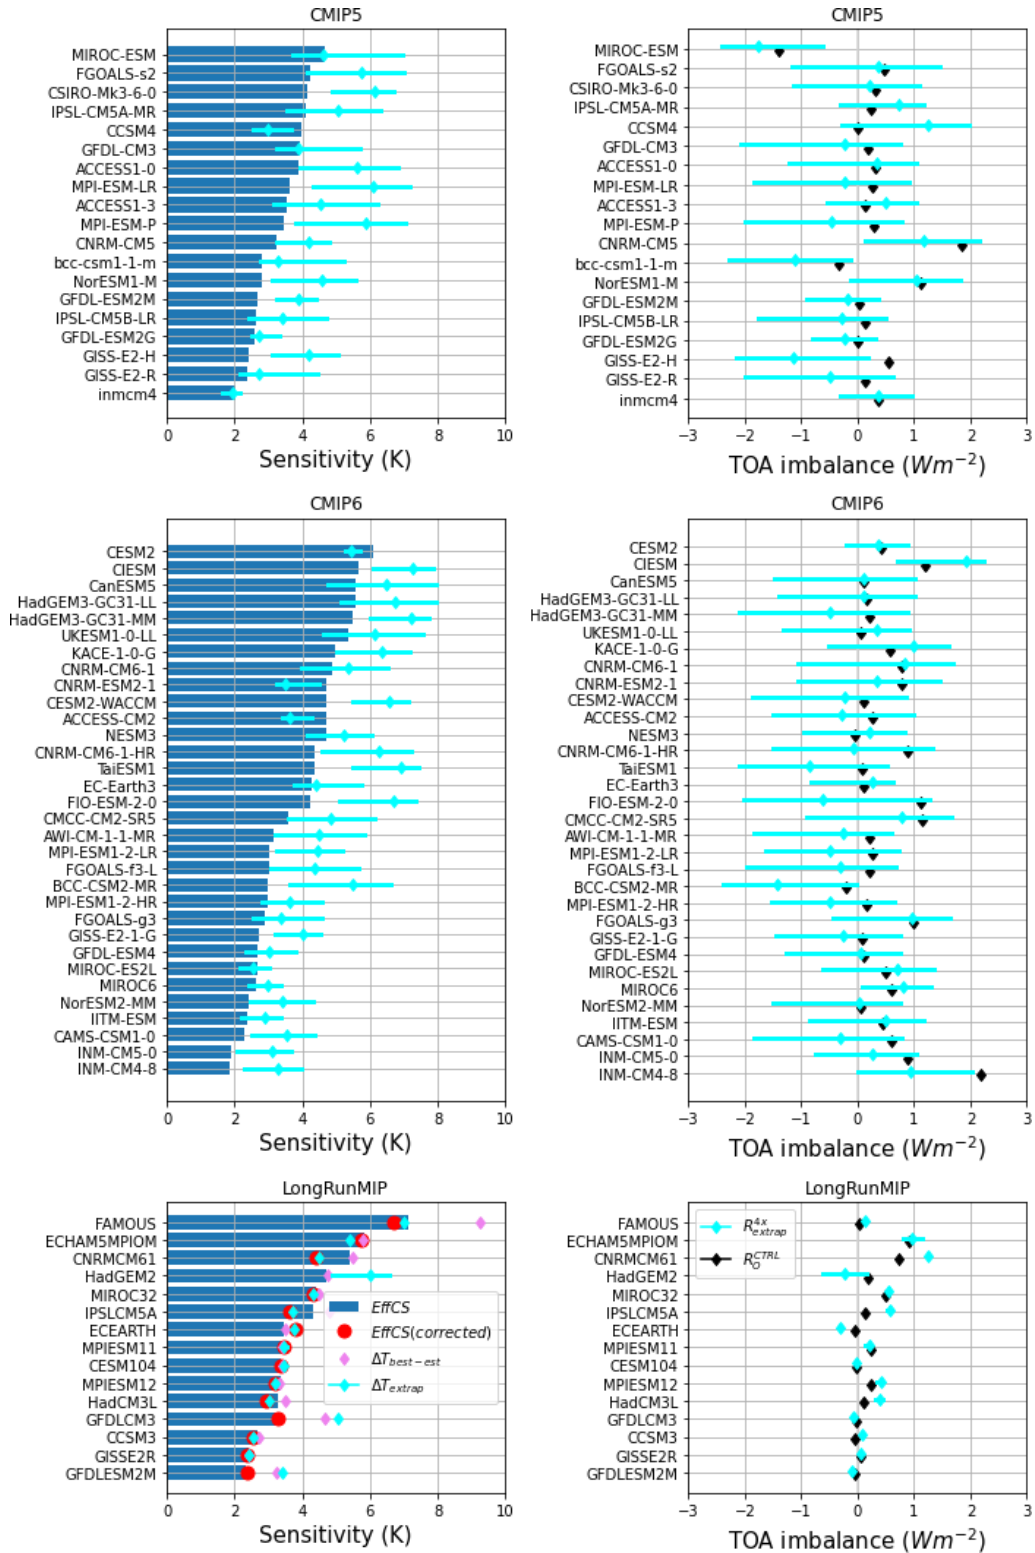 CMIP5
MIROC-ESM
FGOALS-s2
CSIRO-Mk3-6-0
IPSL-CM5A-MR
CCSM4
GFDL-CM3
ACCESS1-0
MPI-ESM-LR
ACCESS1-3
MPI-ESM-P
CNRM-CM5
bcc-csm1-1-m
NorESM1-M
GFDL-ESM2M
IPSL-CM5B-LR
GFDL-ESM2G
GISS-E2-H
GISS-E2-R
inmcm4
0 2 4 6 8 10
Sensitivity (K)
CMIP5
MIROC-ESM
FGOALS-s2
CSIRO-Mk3-6-0
IPSL-CM5A-MR
CCSM4
GFDL-CM3
ACCESS1-0
MPI-ESM-LR
ACCESS1-3
MPI-ESM-P
CNRM-CM5
bcc-csm1-1-m
NorESM1-M
GFDL-ESM2M
IPSL-CM5B-LR
GFDL-ESM2G
GISS-E2-H
GISS-E2-R
inmcm4
−3 −2 −1 0 1 2 3
TOA imbalance (Wm⁻²)
CMIP6
CESM2
CIESM
CanESM5
HadGEM3-GC31-LL
HadGEM3-GC31-MM
UKESM1-0-LL
KACE-1-0-G
CNRM-CM6-1
CNRM-ESM2-1
CESM2-WACCM
ACCESS-CM2
NESM3
CNRM-CM6-1-HR
TaiESM1
EC-Earth3
FIO-ESM-2-0
CMCC-CM2-SR5
AWI-CM-1-1-MR
MPI-ESM1-2-LR
FGOALS-f3-L
BCC-CSM2-MR
MPI-ESM1-2-HR
FGOALS-g3
GISS-E2-1-G
GFDL-ESM4
MIROC-ES2L
MIROC6
NorESM2-MM
IITM-ESM
CAMS-CSM1-0
INM-CM5-0
INM-CM4-8
0 2 4 6 8 10
Sensitivity (K)
CMIP6
CESM2
CIESM
CanESM5
HadGEM3-GC31-LL
HadGEM3-GC31-MM
UKESM1-0-LL
KACE-1-0-G
CNRM-CM6-1
CNRM-ESM2-1
CESM2-WACCM
ACCESS-CM2
NESM3
CNRM-CM6-1-HR
TaiESM1
EC-Earth3
FIO-ESM-2-0
CMCC-CM2-SR5
AWI-CM-1-1-MR
MPI-ESM1-2-LR
FGOALS-f3-L
BCC-CSM2-MR
MPI-ESM1-2-HR
FGOALS-g3
GISS-E2-1-G
GFDL-ESM4
MIROC-ES2L
MIROC6
NorESM2-MM
IITM-ESM
CAMS-CSM1-0
INM-CM5-0
INM-CM4-8
−3 −2 −1 0 1 2 3
TOA imbalance (Wm⁻²)
LongRunMIP
FAMOUS
ECHAM5MPIOM
CNRMCM61
HadGEM2
MIROC32
IPSLCM5A
ECEARTH
MPIESM11
CESM104
MPIESM12
HadCM3L
GFDLCM3
CCSM3
GISSE2R
GFDLESM2M
EffCS
EffCS(corrected)
ΔT_best−est
ΔT_extrap
0 2 4 6 8 10
Sensitivity (K)
LongRunMIP
FAMOUS
ECHAM5MPIOM
CNRMCM61
HadGEM2
MIROC32
IPSLCM5A
ECEARTH
MPIESM11
CESM104
MPIESM12
HadCM3L
GFDLCM3
CCSM3
GISSE2R
GFDLESM2M
R^4x_extrap
R^CTRL_O
−3 −2 −1 0 1 2 3
TOA imbalance (Wm⁻²)